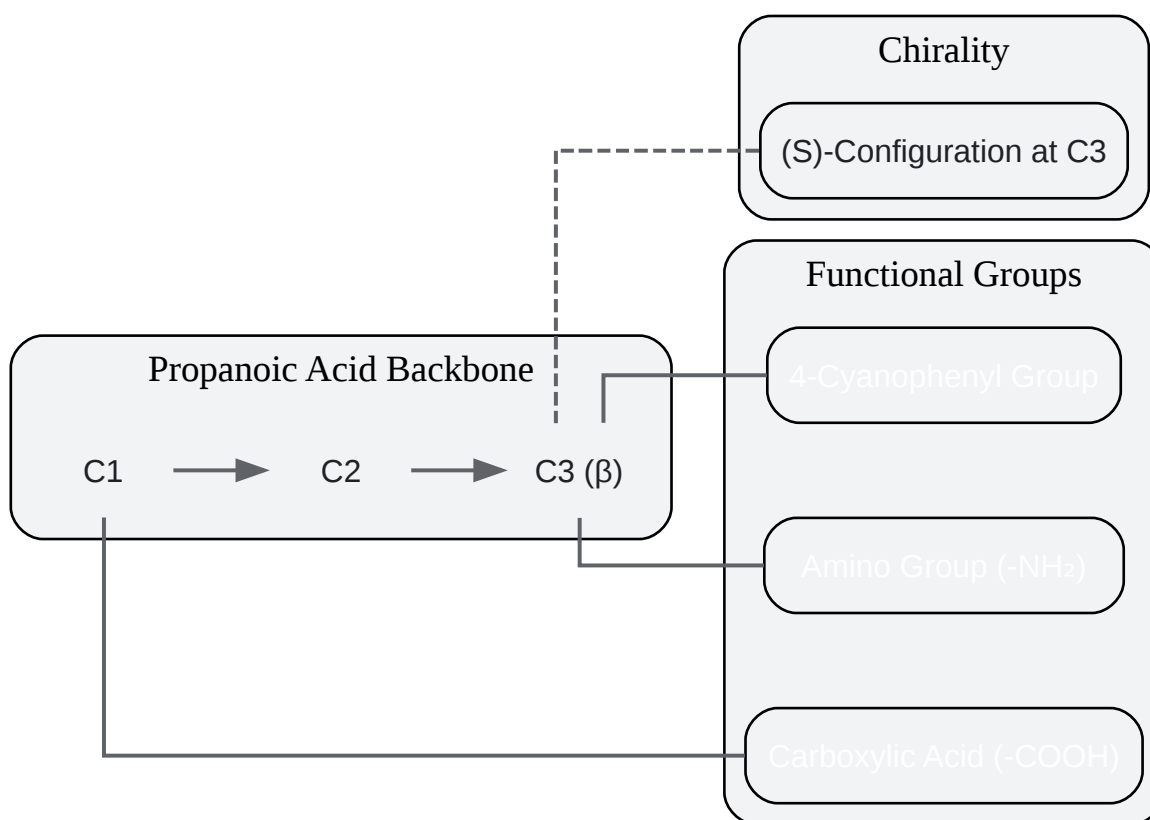 Chirality
(S)-Configuration at C3
Functional Groups
4-Cyanophenyl Group
Propanoic Acid Backbone
C1
C2
C3 (β)
Amino Group (-NH₂)
Carboxylic Acid (-COOH)